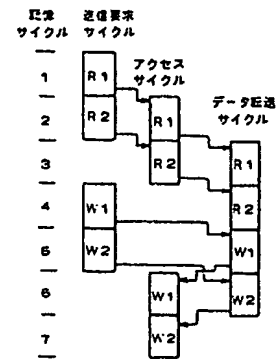 記憶 送信要求
サイクル サイクル
アクセス
サイクル
データ転送
サイクル
1 R1
2 R2 R1
3 R2 R1
4 W1 R2
5 W2 W1
6 W1 W2
7 W2